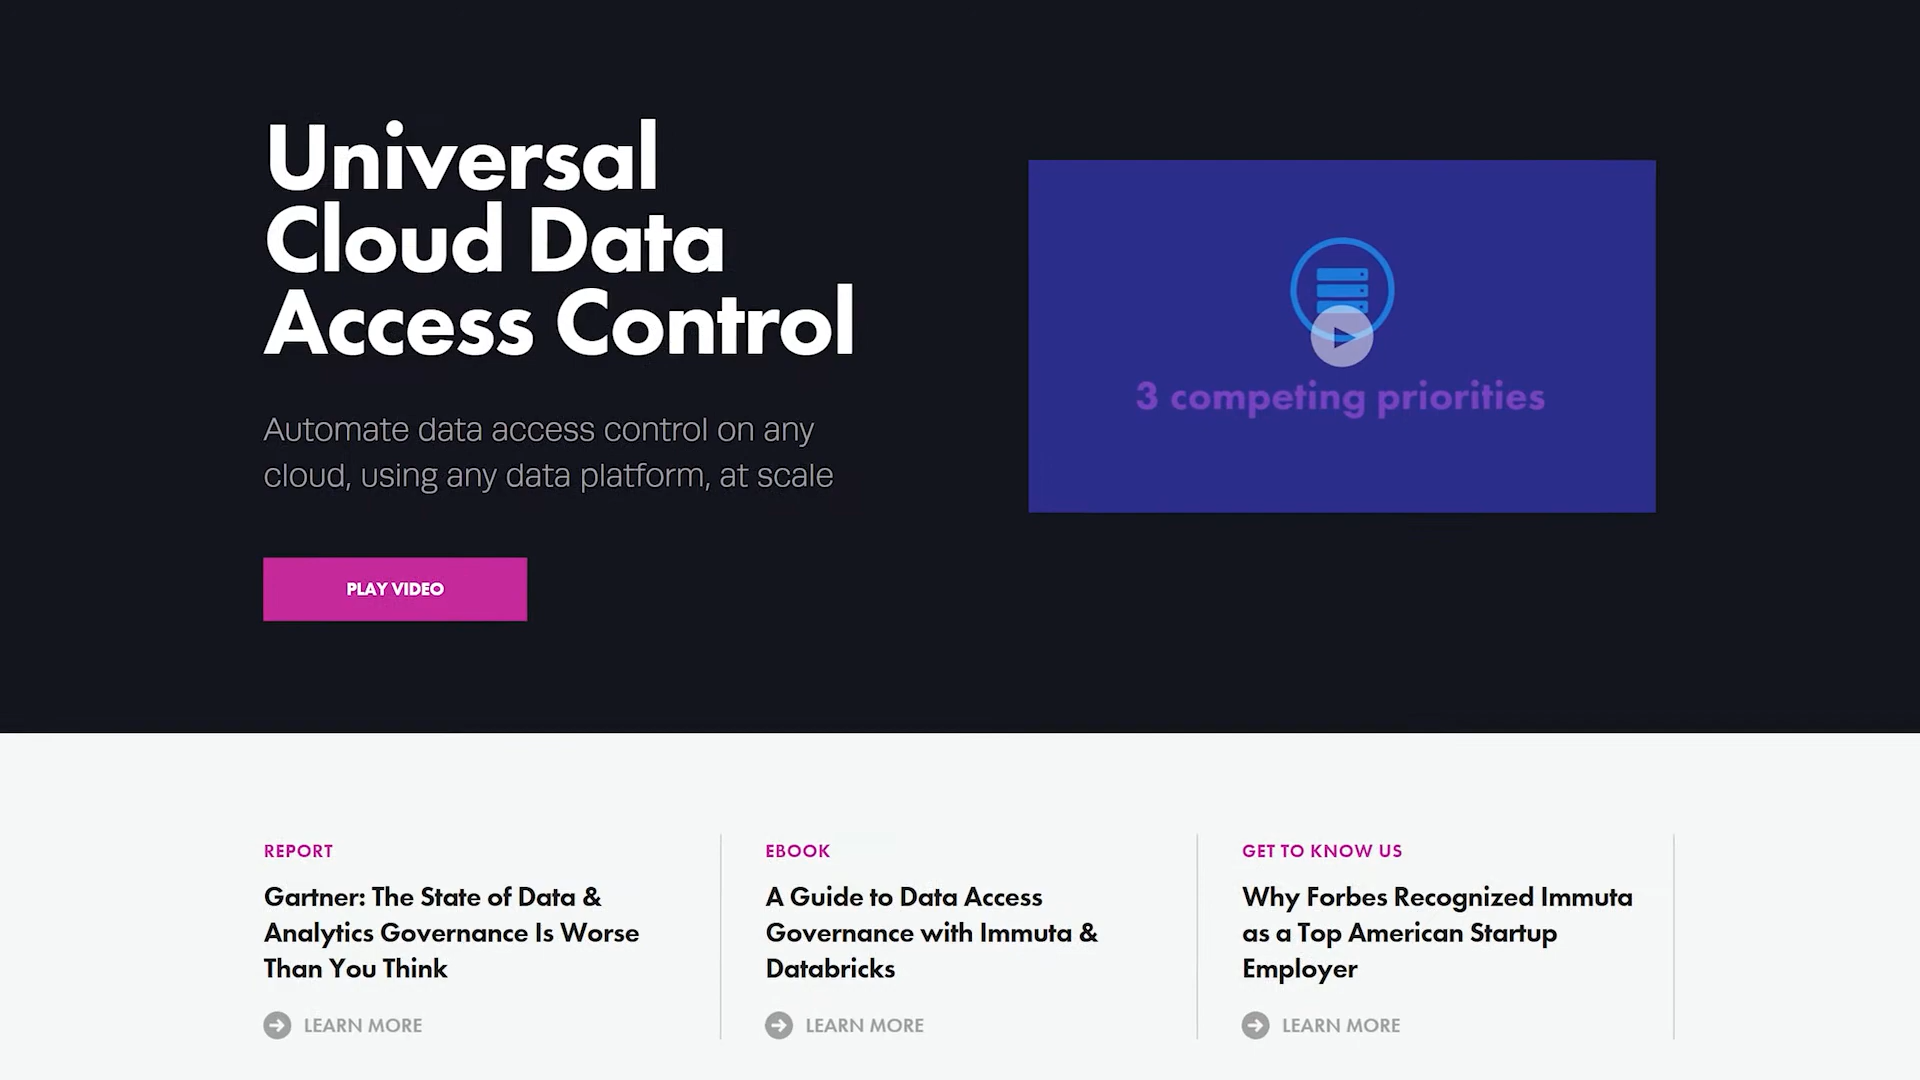 Universal
Cloud Data
Access Control
Automate data access control on any
cloud, using any data platform, at scale
PLAY VIDEO
3 competing priorities
REPORT
Gartner: The State of Data &
Analytics Governance Is Worse
Than You Think
LEARN MORE
EBOOK
A Guide to Data Access
Governance with Immuta &
Databricks
LEARN MORE
GET TO KNOW US
Why Forbes Recognized Immuta
as a Top American Startup
Employer
LEARN MORE